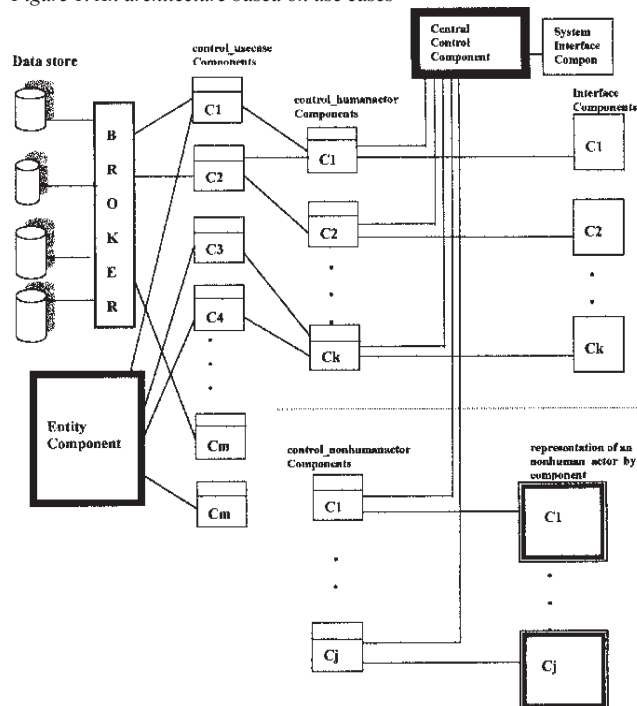 Figure 1. An architecture based on use cases
Data store
control_usecase
Components
Central
Control
Component
System
Interface
Compon
control_humanactor
Components
Interface
Components
B
R
O
K
E
R
C1
C2
C3
C4
Cm
Cm
C1
C2
Ck
C1
C2
Ck
Entity
Component
control_nonhumanactor
Components
representation of an
nonhuman actor by
component
C1
Cj
C1
Cj